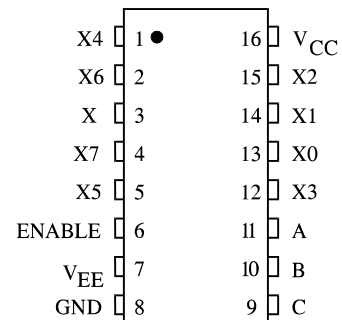 X4 1 16 VCC
X6 2 15 X2
X 3 14 X1
X7 4 13 X0
X5 5 12 X3
ENABLE 6 11 A
VEE 7 10 B
GND 8 9 C